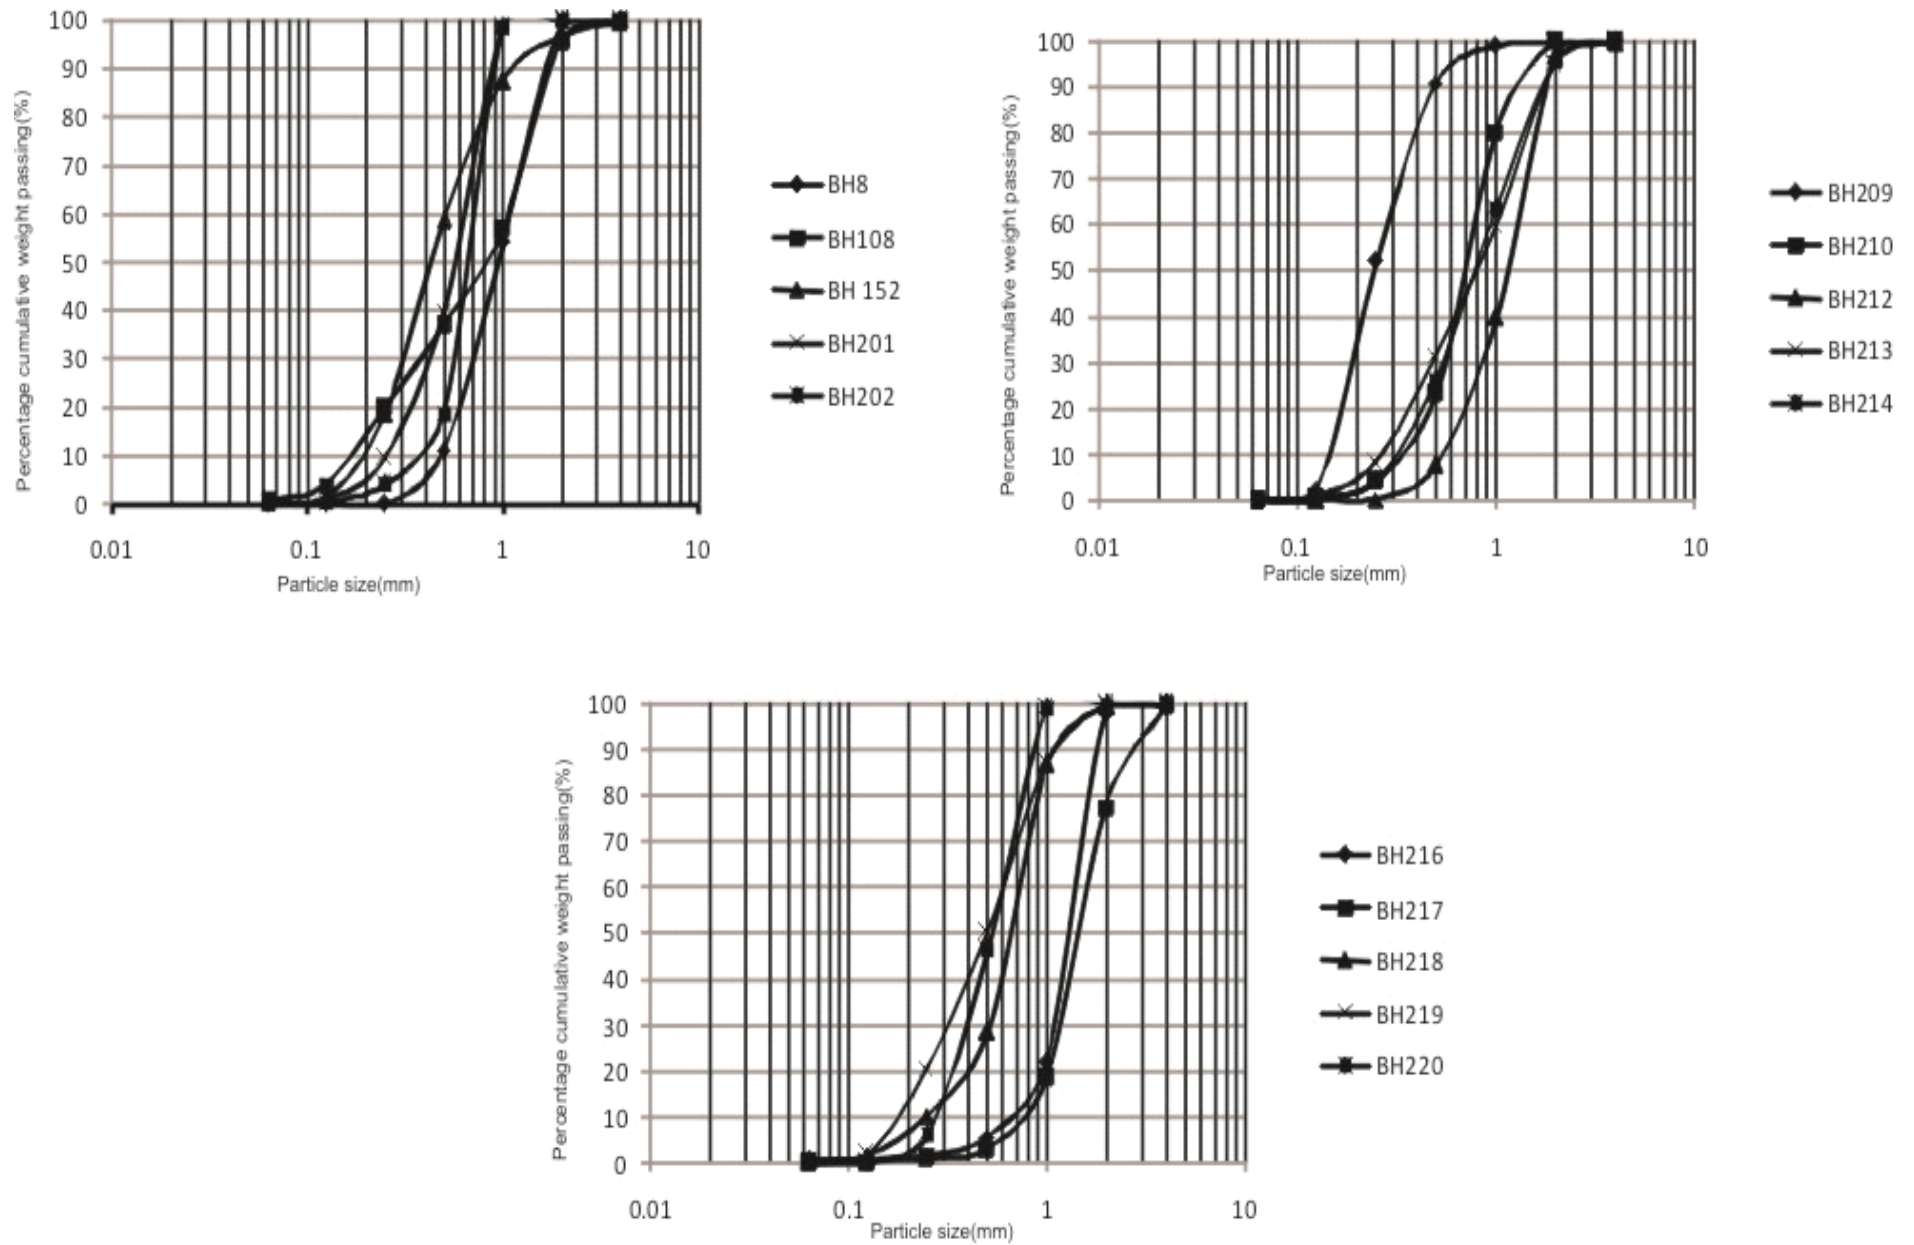 Percentage cumulative weight passing(%)
100
90
80
70
60
50
40
30
20
10
0
0.01 0.1 1 10
Particle size(mm)
BH8
BH108
BH 152
BH201
BH202
Percentage cumulative weight passing(%)
100
90
80
70
60
50
40
30
20
10
0
0.01 0.1 1 10
Particle size(mm)
BH209
BH210
BH212
BH213
BH214
Percentage cumulative weight passing(%)
100
90
80
70
60
50
40
30
20
10
0
0.01 0.1 1 10
Particle size(mm)
BH216
BH217
BH218
BH219
BH220